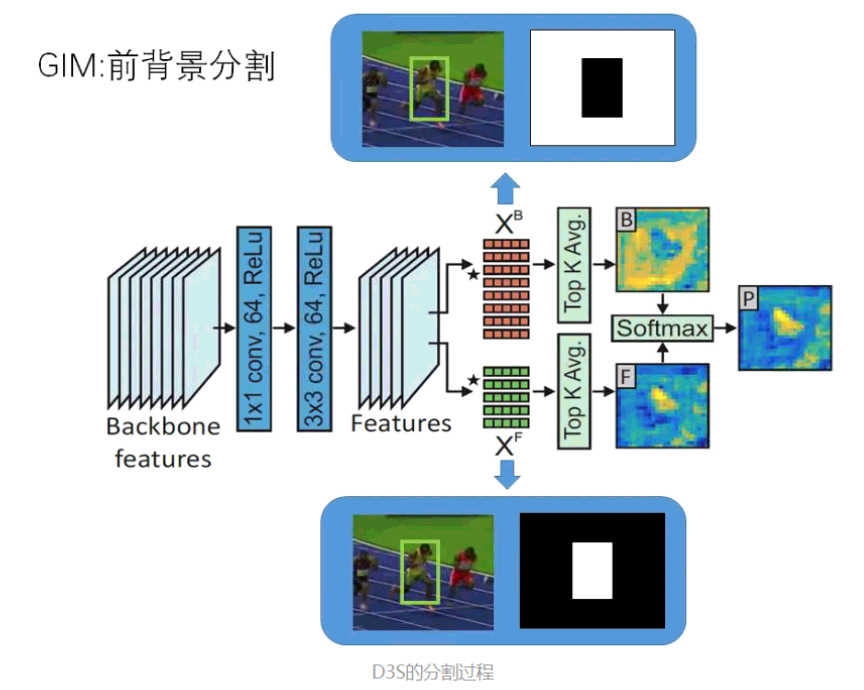 GIM:前背景分割
X^B
B
Top K Avg.
P
1x1 conv, 64, ReLu
3x3 conv, 64, ReLu
★
Softmax
★
F
Top K Avg.
Backbone
features
Features
X^F
D3S的分割过程